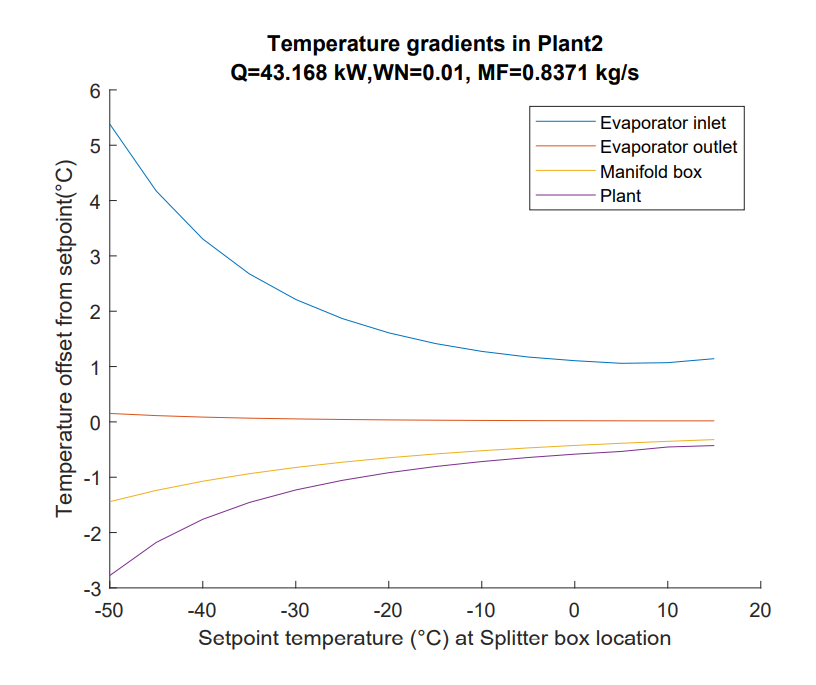 Temperature gradients in Plant2
Q=43.168 kW,WN=0.01, MF=0.8371 kg/s
6
5
4
3
2
1
0
-1
-2
-3
Temperature offset from setpoint(°C)
Evaporator inlet
Evaporator outlet
Manifold box
Plant
-50 -40 -30 -20 -10 0 10 20
Setpoint temperature (°C) at Splitter box location